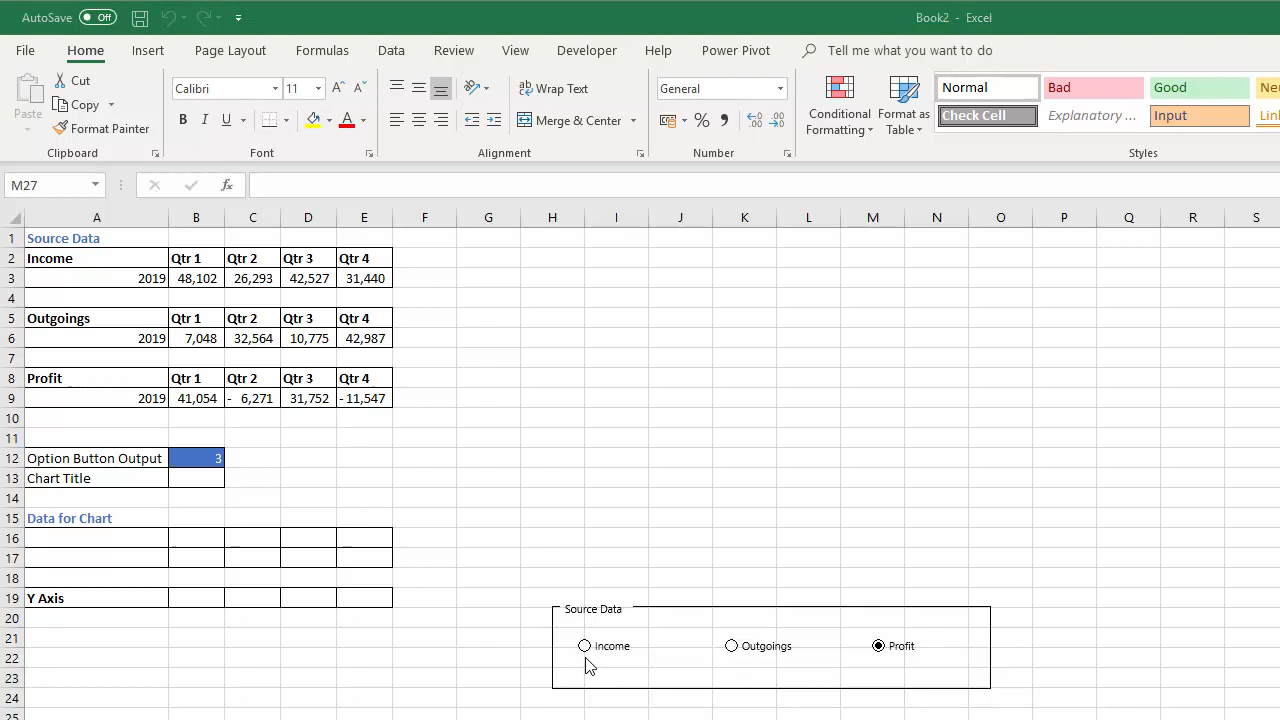 AutoSave Off Book2 - Excel
File Home Insert Page Layout Formulas Data Review View Developer Help Power Pivot Tell me what you want to do
Paste Cut Copy Format Painter
Calibri 11 A A
B I U A
Wrap Text
Merge & Center
General
% ,
Conditional Formatting
Format as Table
Normal Bad Good
Check Cell Explanatory ... Input
Clipboard Font Alignment Number Styles
M27 fx
A B C D E F G H I J K L M N O P Q R S
1 Source Data
2 Income Qtr 1 Qtr 2 Qtr 3 Qtr 4
3 2019 48,102 26,293 42,527 31,440
4
5 Outgoings Qtr 1 Qtr 2 Qtr 3 Qtr 4
6 2019 7,048 32,564 10,775 42,987
7
8 Profit Qtr 1 Qtr 2 Qtr 3 Qtr 4
9 2019 41,054 - 6,271 31,752 - 11,547
10
11
12 Option Button Output 3
13 Chart Title
14
15 Data for Chart
16
17
18
19 Y Axis
20 Source Data
21 Income Outgoings Profit
22
23
24
25